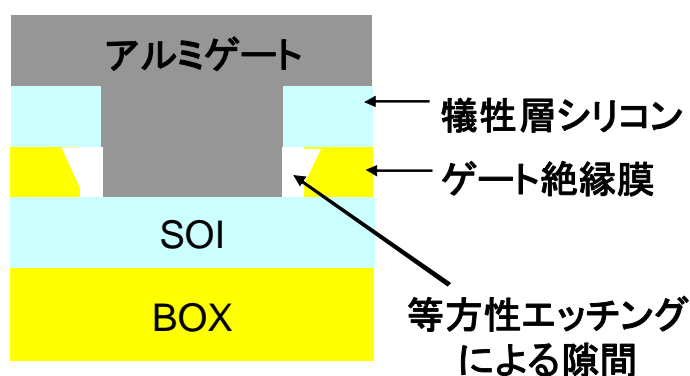 アルミゲート
犠牲層シリコン
ゲート絶縁膜
SOI
BOX
等方性エッチング
による隙間